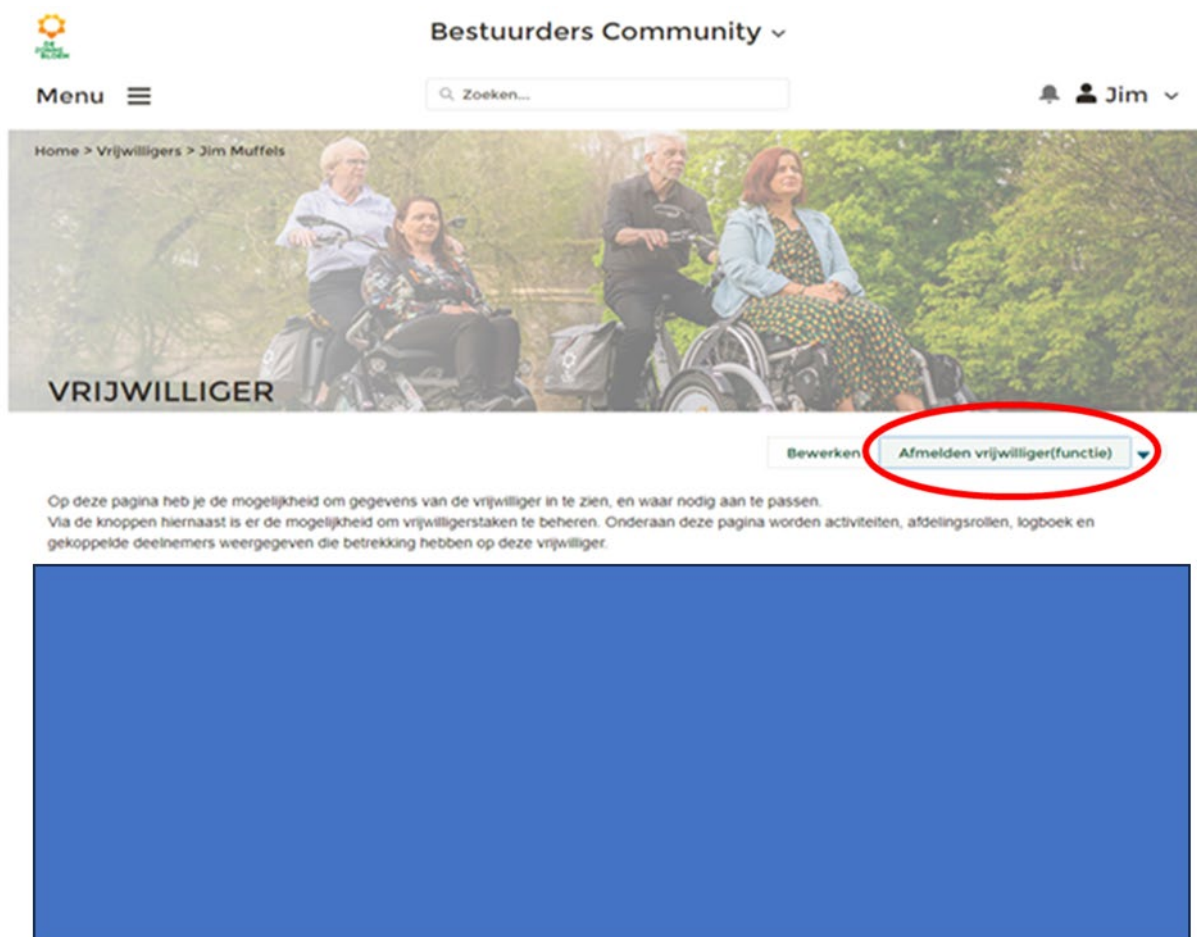 DE
ZONNE
BLOEM
Bestuurders Community
Menu
Zoeken...
Jim
Home > Vrijwilligers > Jim Muffels
VRIJWILLIGER
Bewerken
Afmelden vrijwilliger(functie)
Op deze pagina heb je de mogelijkheid om gegevens van de vrijwilliger in te zien, en waar nodig aan te passen.
Via de knoppen hiernaast is er de mogelijkheid om vrijwilligerstaken te beheren. Onderaan deze pagina worden activiteiten, afdelingsrollen, logboek en
gekoppelde deelnemers weergegeven die betrekking hebben op deze vrijwilliger.